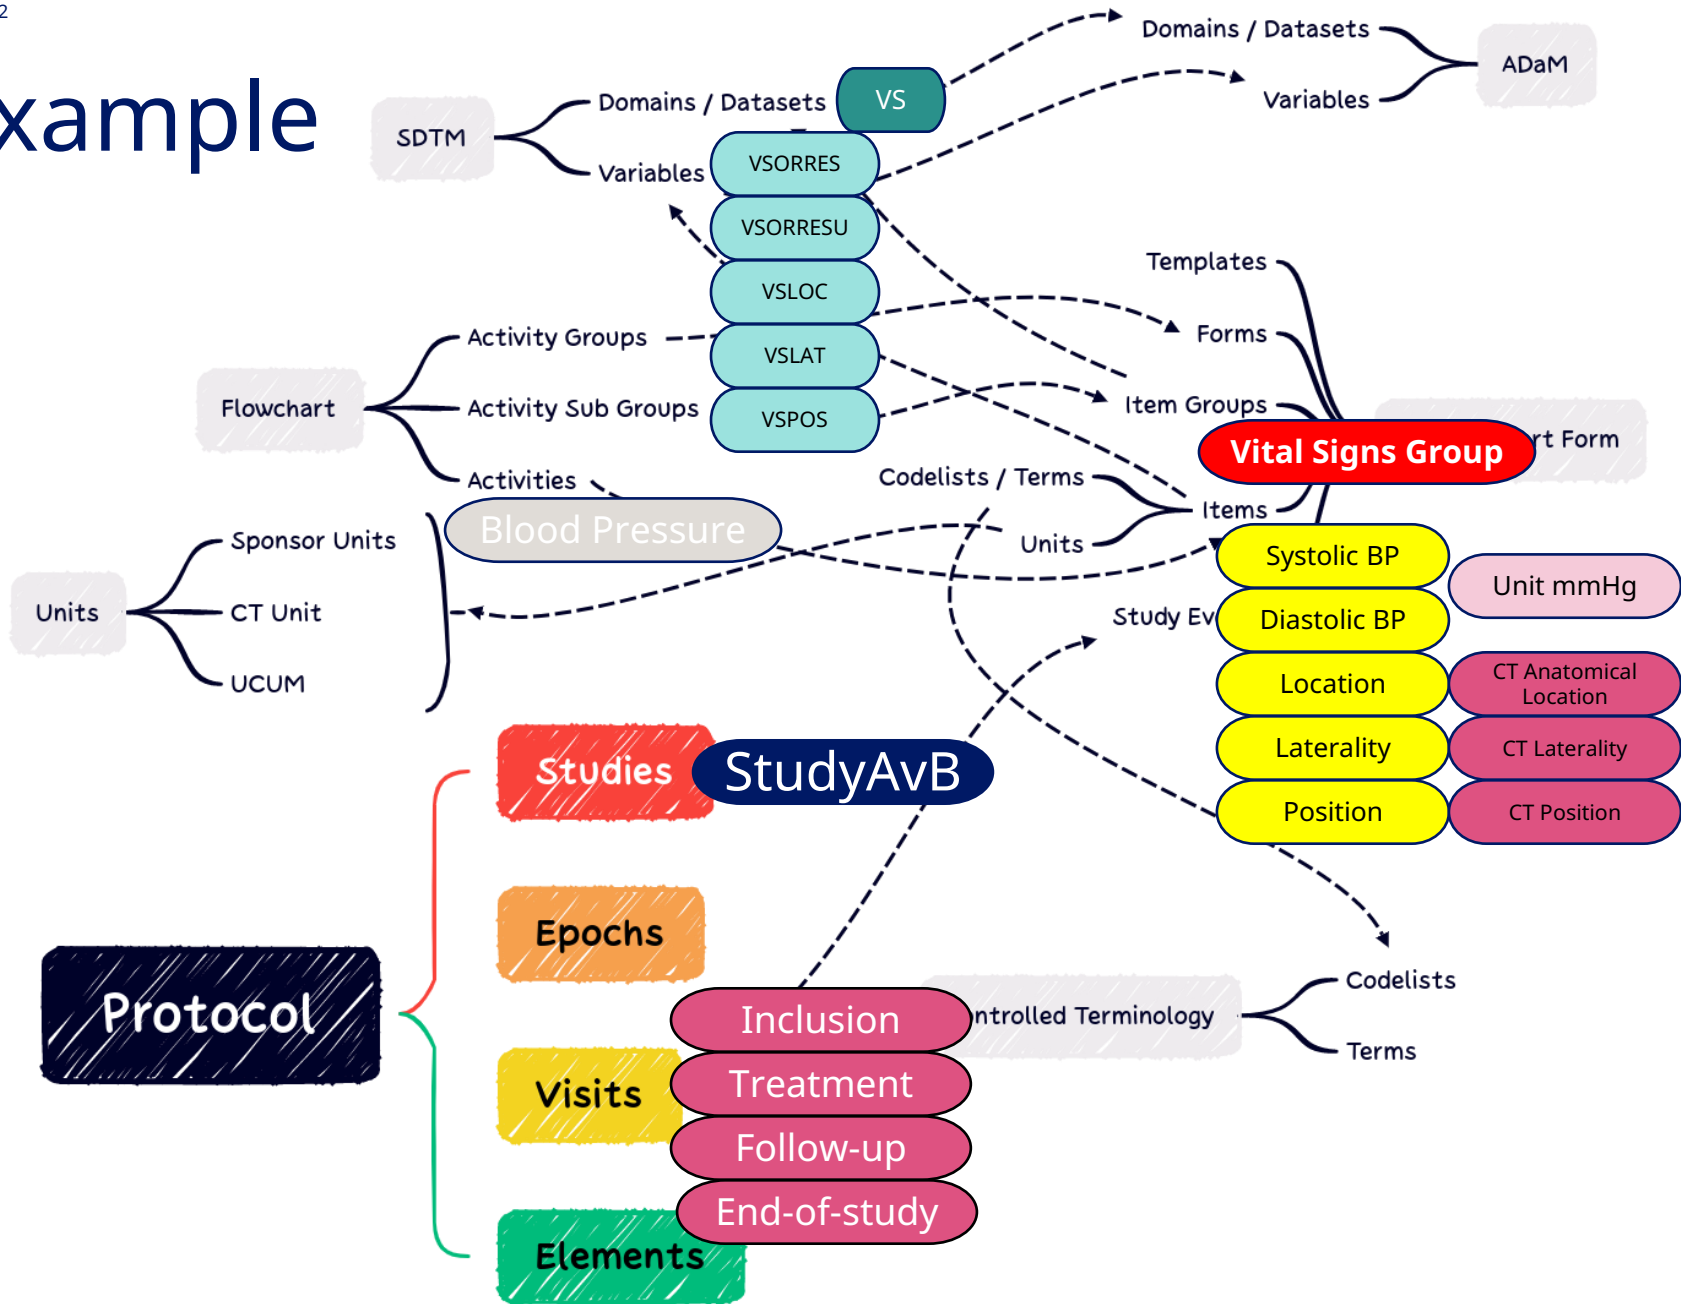 2
xample
Domains / Datasets
ADaM
Variables
SDTM
Domains / Datasets
VS
Variables
VSORRES
VSORRESU
VSLOC
VSLAT
VSPOS
Templates
Forms
Item Groups
Vital Signs Group
rt Form
Flowchart
Activity Groups
Activity Sub Groups
Activities
Blood Pressure
Codelists / Terms
Items
Units
Units
Sponsor Units
CT Unit
UCUM
Study Ev
Systolic BP
Unit mmHg
Diastolic BP
Location
CT Anatomical
Location
Laterality
CT Laterality
Position
CT Position
Studies
StudyAvB
Epochs
Protocol
Visits
Elements
Inclusion
Treatment
Follow-up
End-of-study
ntrolled Terminology
Codelists
Terms